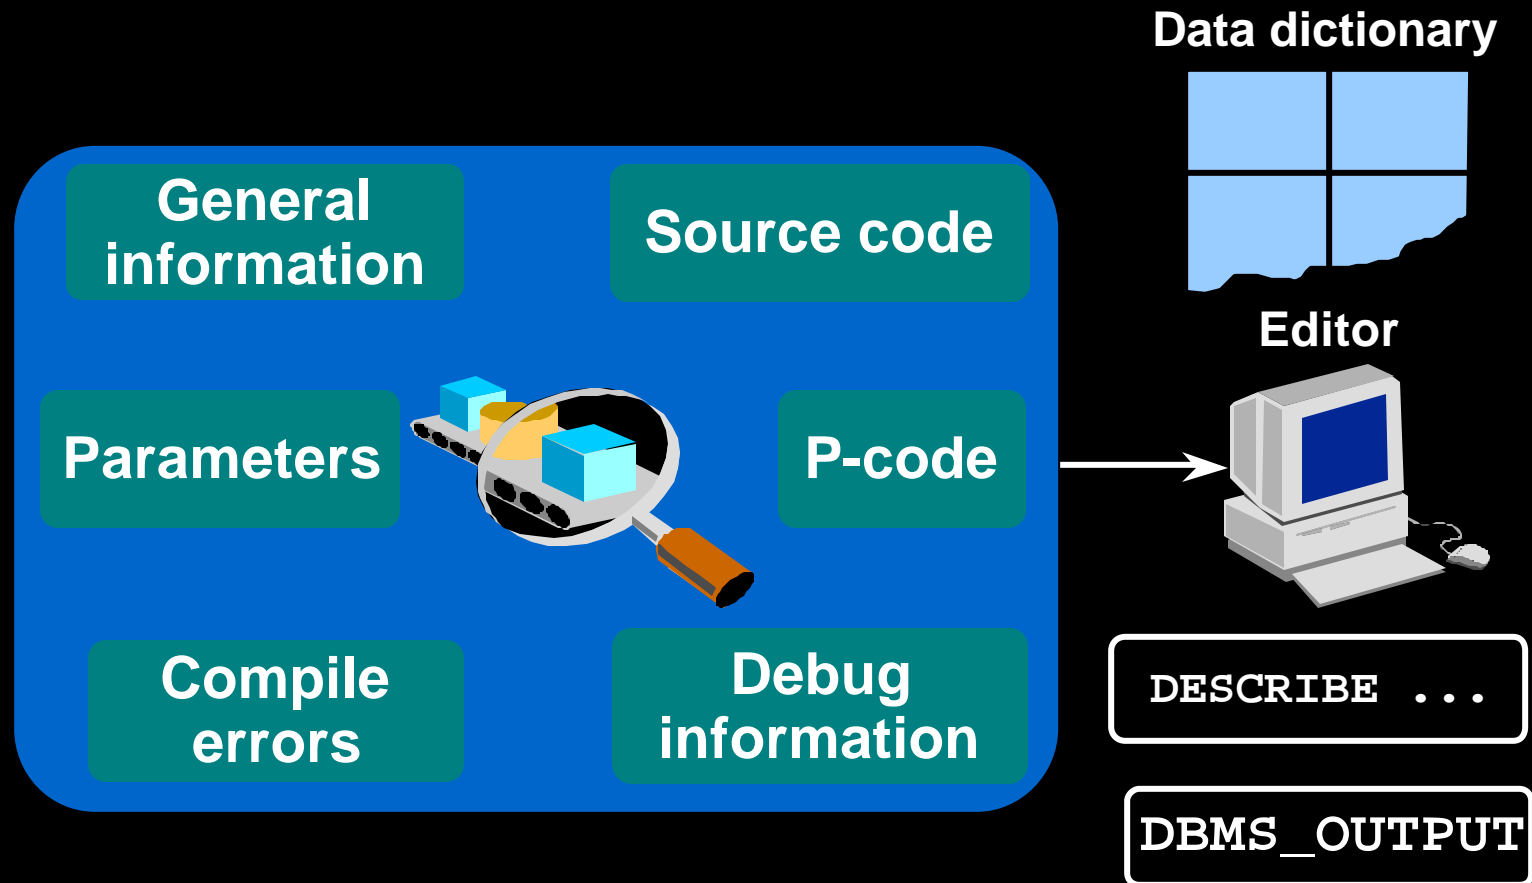 Data dictionary
General
information
Source code
Editor
Parameters
P-code
Compile
errors
Debug
information
DESCRIBE ...
DBMS_OUTPUT